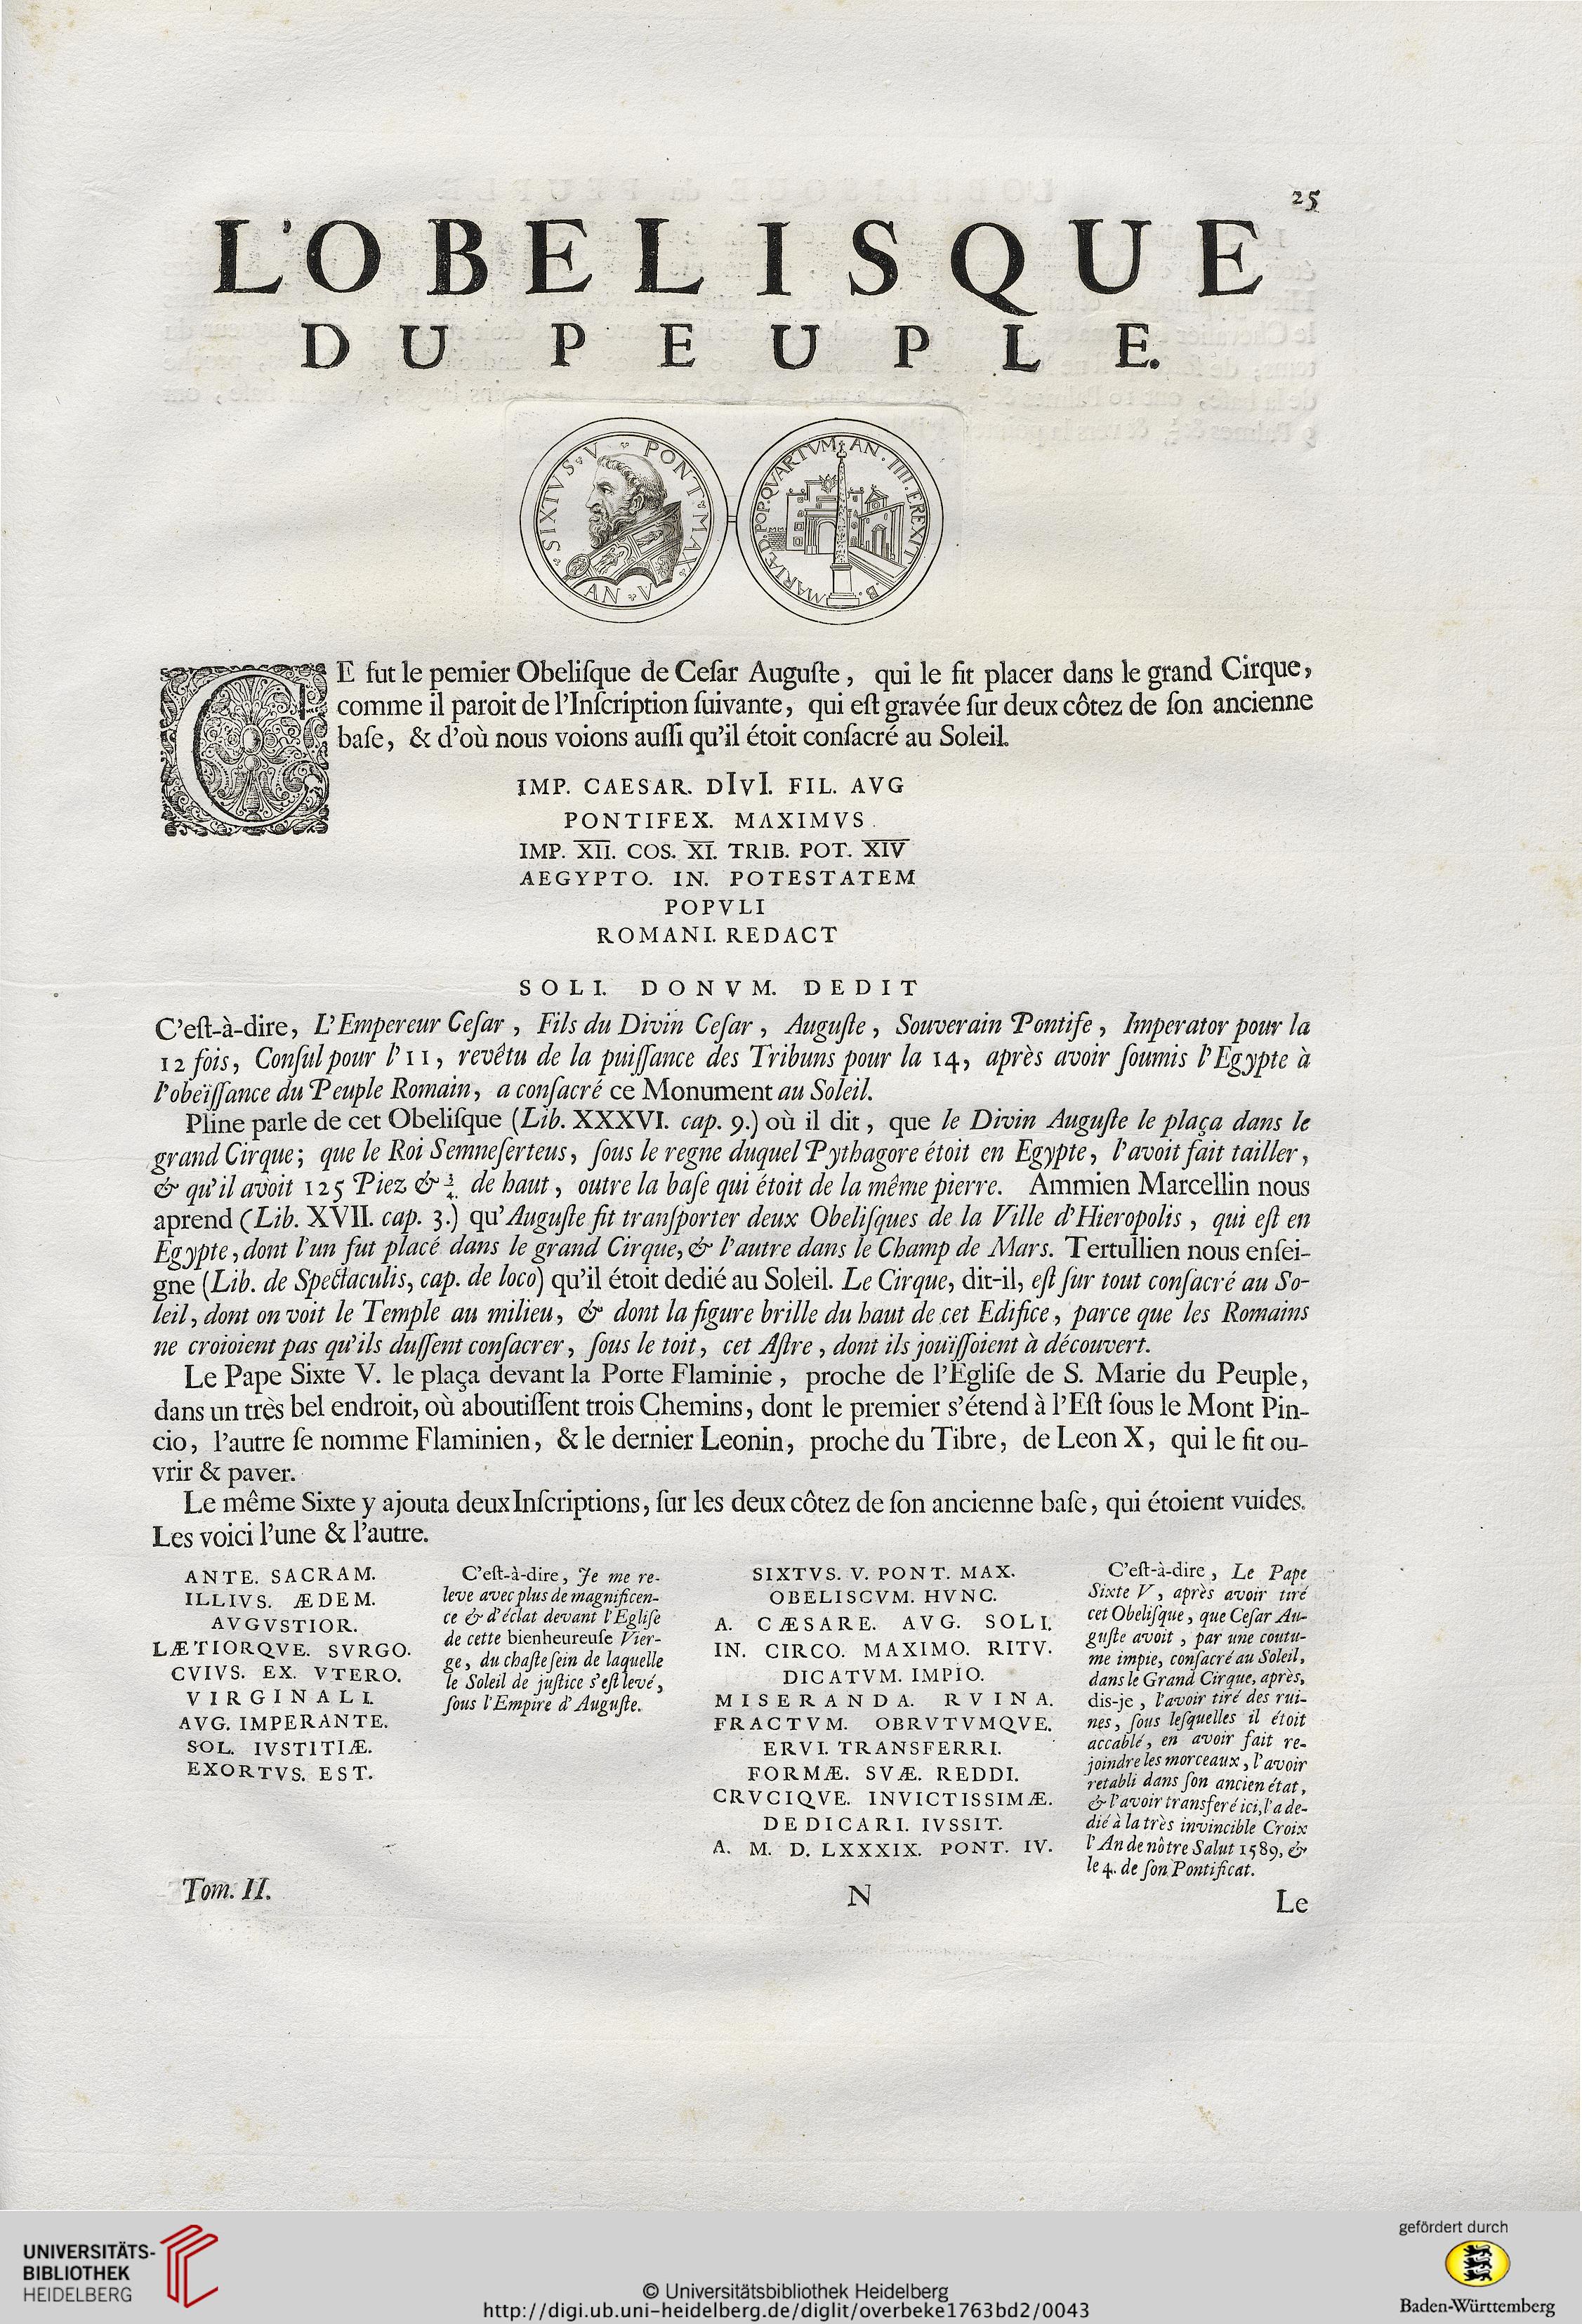 25
L'OBELISQUE
DU PEUPLE.
SIXTVS V PONT MAX
AN V
B. MARIÆ D POP. QVARTVM AN IIII EREXIT
CE fut le pemier Obeliſque de Ceſar Auguſte, qui le fit placer dans le grand Cirque,
comme il paroit de l'Inſcription ſuivante, qui eſt gravée ſur deux côtez de ſon ancienne
baſe, & d'où nous voions auſſi qu'il étoit conſacré au Soleil.
IMP. CAESAR. DIVI. FIL. AVG
PONTIFEX. MAXIMVS.
IMP. XII. COS. XI. TRIB. POT. XIV
AEGYPTO. IN. POTESTATEM
POPVLI
ROMANI. REDACT
SOLI. DONVM. DEDIT
C'eſt-à-dire, L'Empereur Ceſar, Fils du Divin Ceſar, Auguſte, Souverain Pontife, Imperator pour la
12 fois, Conſul pour l'11, revêtu de la puiſſance des Tribuns pour la 14, après avoir ſoumis l'Egypte à
l'obeïſſance du Peuple Romain, a conſacré ce Monument au Soleil.
Pline parle de cet Obeliſque (Lib. XXXVI. cap. 9.) où il dit, que le Divin Auguſte le plaça dans le
grand Cirque; que le Roi Semneſerteus, ſous le regne duquel Pythagore étoit en Egypte, l'avoit fait tailler,
& qu'il avoit 125 Piez & 3/4. de haut, outre la baſe qui étoit de la même pierre. Ammien Marcellin nous
aprend (Lib. XVII. cap. 3.) qu'Auguſte fit tranſporter deux Obeliſques de la Ville d'Hieropolis, qui eſt en
Egypte, dont l'un fut placé dans le grand Cirque, & l'autre dans le Champ de Mars. Tertullien nous enſei-
gne (Lib. de Spectaculis, cap. de loco) qu'il étoit dedié au Soleil. Le Cirque, dit-il, eſt ſur tout conſacré au So-
leil, dont on voit le Temple au milieu, & dont la figure brille du haut de cet Edifice, parce que les Romains
ne croioient pas qu'ils duſſent conſacrer, ſous le toit, cet Aſtre, dont ils jouïſſoient à découvert.
Le Pape Sixte V. le plaça devant la Porte Flaminie, proche de l'Egliſe de S. Marie du Peuple,
dans un très bel endroit, où aboutiſſent trois Chemins, dont le premier s'étend à l'Eſt ſous le Mont Pin-
cio, l'autre ſe nomme Flaminien, & le dernier Leonin, proche du Tibre, de Leon X, qui le fit ou-
vrir & paver.
Le même Sixte y ajouta deux Inſcriptions, ſur les deux côtez de ſon ancienne baſe, qui étoient vuides.
Les voici l'une & l'autre.
ANTE. SACRAM.
ILLIVS. ÆDEM.
AVGVSTIOR.
LÆTIORQVE. SVRGO.
CVIVS. EX. VTERO.
VIRGINALI.
AVG. IMPERANTE.
SOL. IVSTITIÆ.
EXORTVS. EST.
C'eſt-à-dire, Je me re-
leve avec plus de magnificen-
ce & d'éclat devant l'Egliſe
de cette bienheureuſe Vier-
ge, du chaſte ſein de laquelle
le Soleil de juſtice s'eſt levé,
ſous l'Empire d'Auguſte.
SIXTVS. V. PONT. MAX.
OBELISCVM. HVNC.
A. CÆSARE. AVG. SOLI.
IN. CIRCO. MAXIMO. RITV.
DICATVM. IMPIO.
MISERANDA. RVINA.
FRACTVM. OBRVTVMQVE.
ERVI. TRANSFERRI.
FORMÆ. SVÆ. REDDI.
CRVCIQVE. INVICTISSIMÆ.
DEDICARI. IVSSIT.
A. M. D. LXXXIX. PONT. IV.
C'eſt-à-dire, Le Pape
Sixte V, après avoir tiré
cet Obeliſque, que Ceſar Au-
guſte avoit, par une coutu-
me impie, conſacré au Soleil,
dans le Grand Cirque, après,
dis-je, l'avoir tiré des rui-
nes, ſous leſquelles il étoit
accablé, en avoir fait re-
joindre les morceaux, l'avoir
retabli dans ſon ancien état,
& l'avoir transferé ici, l'a de-
dié à la très invincible Croix
l'An de nôtre Salut 1589, &
le 4. de ſon Pontificat.
Tom. II.
N
Le
UNIVERSITÄTS-
BIBLIOTHEK
HEIDELBERG
© Universitätsbibliothek Heidelberg
http://digi.ub.uni-heidelberg.de/diglit/overbeke1763bd2/0043
gefördert durch
Baden-Württemberg